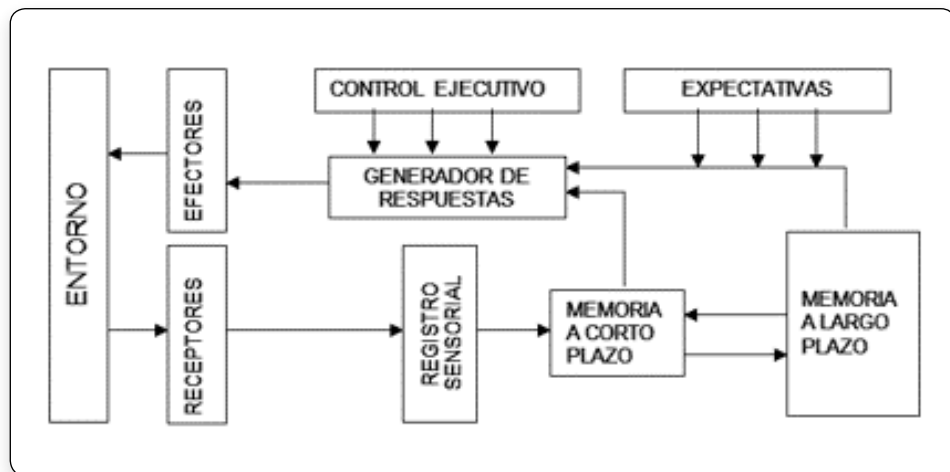 CONTROL EJECUTIVO
EXPECTATIVAS
ENTORNO
EFECTORES
GENERADOR DE
RESPUESTAS
RECEPTORES
REGISTRO
SENSORIAL
MEMORIA
A CORTO
PLAZO
MEMORIA
A LARGO
PLAZO